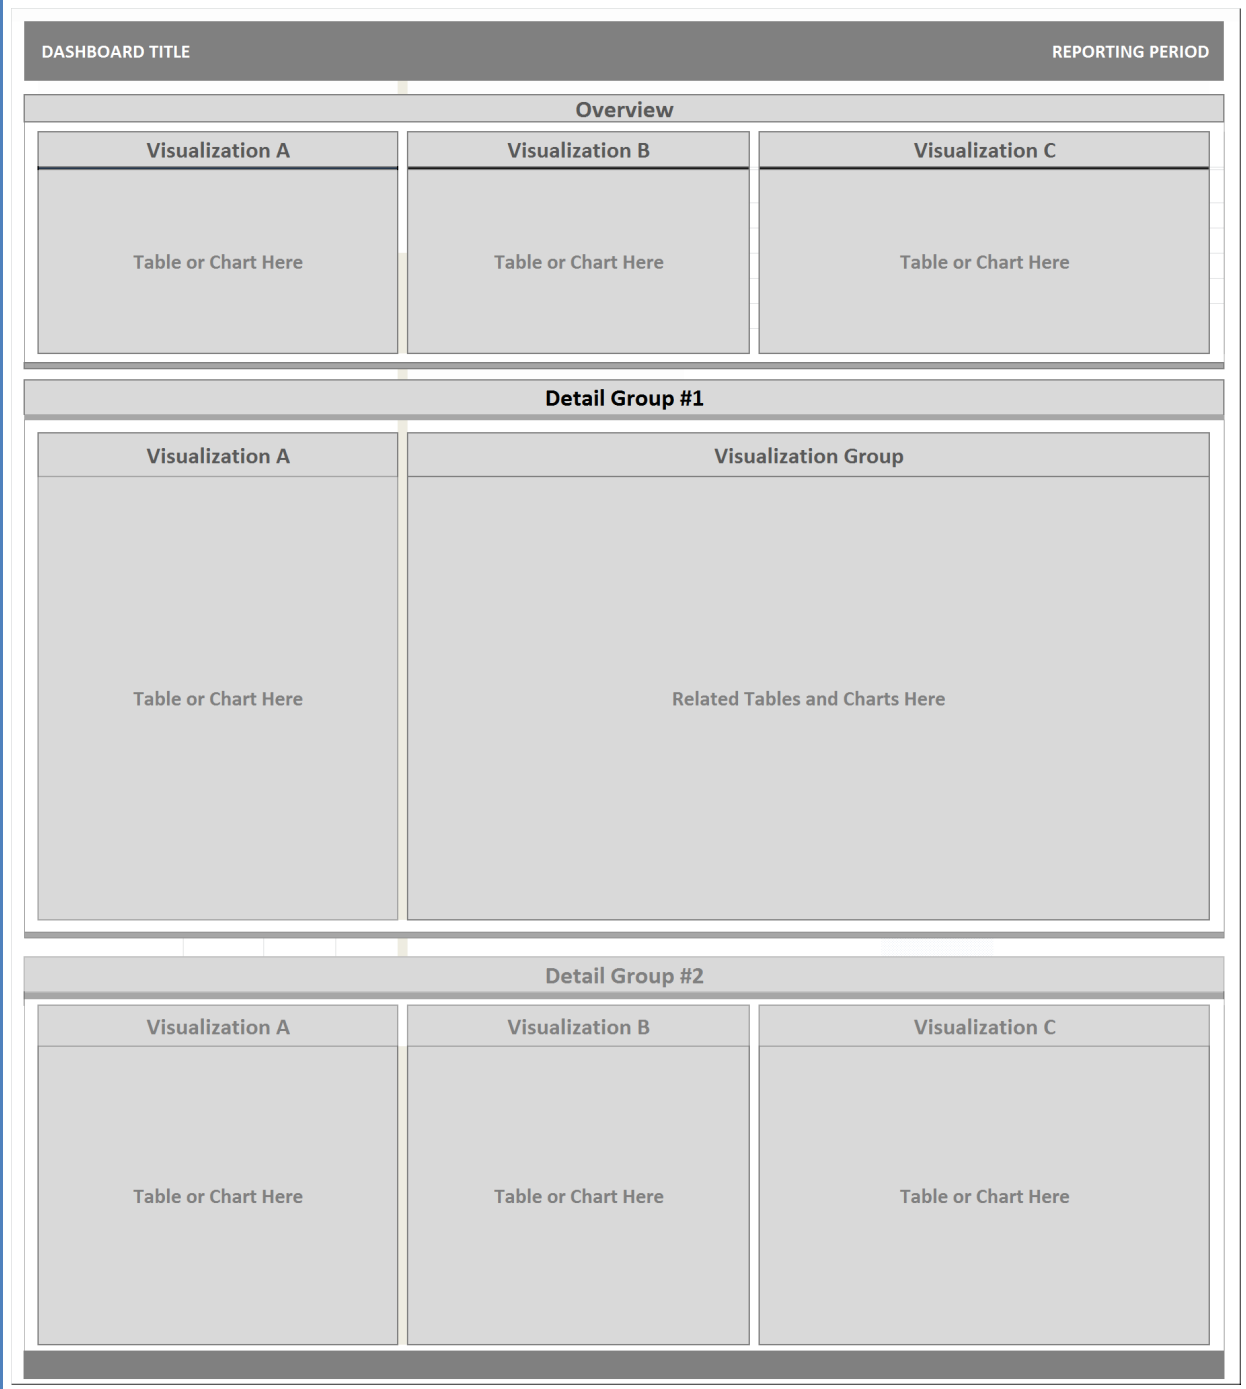 DASHBOARD TITLE
REPORTING PERIOD
Overview
Visualization A
Visualization B
Visualization C
Table or Chart Here
Table or Chart Here
Table or Chart Here
Detail Group #1
Visualization A
Visualization Group
Table or Chart Here
Related Tables and Charts Here
Detail Group #2
Visualization A
Visualization B
Visualization C
Table or Chart Here
Table or Chart Here
Table or Chart Here